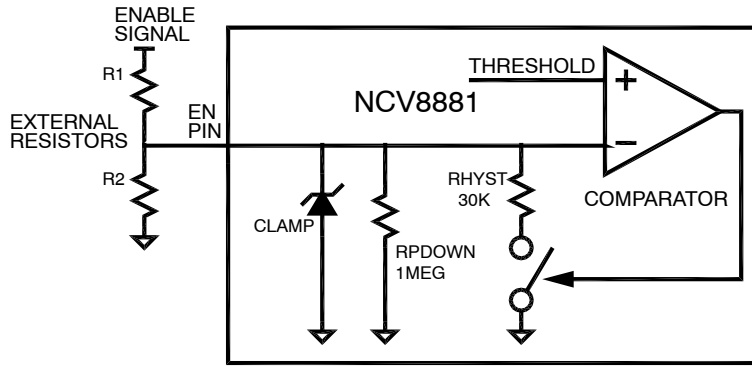 ENABLE
SIGNAL
R1
EXTERNAL
RESISTORS
R2
EN
PIN
THRESHOLD
NCV8881
+
−
CLAMP
RPDOWN
1MEG
RHYST
30K
COMPARATOR